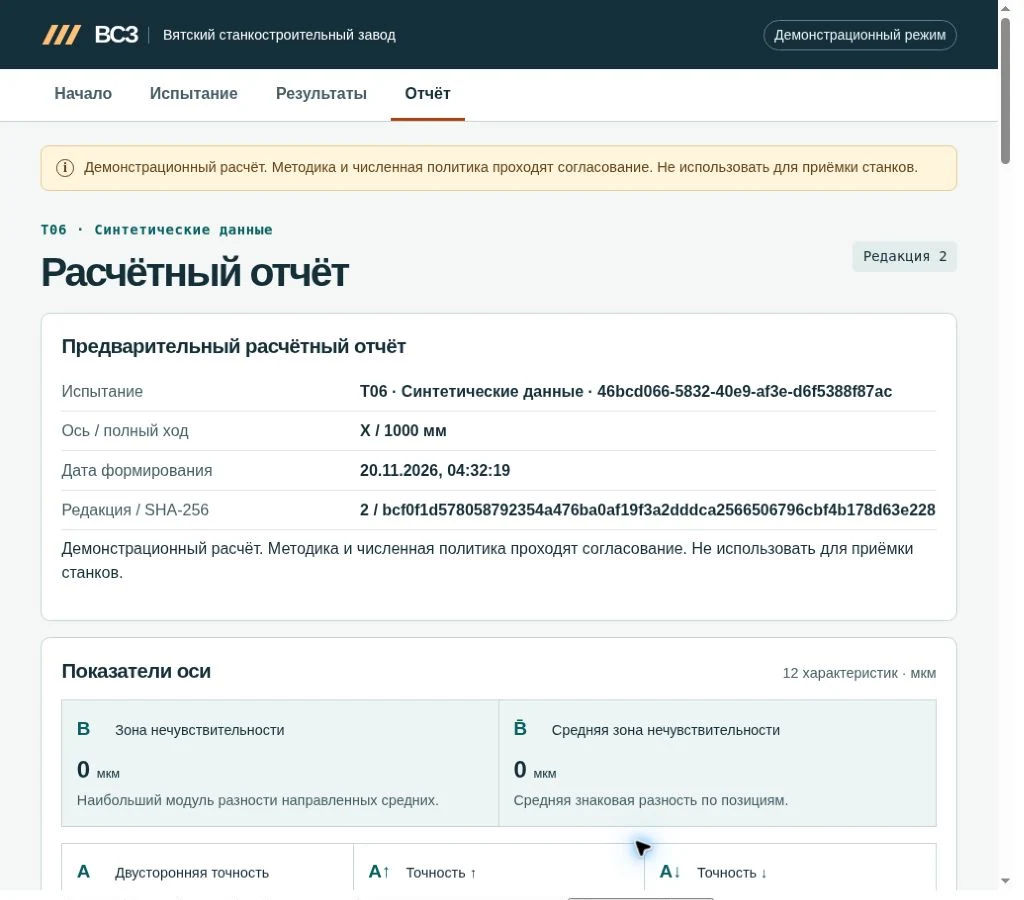 ВСЗ
Вятский станкостроительный завод
Демонстрационный режим
Начало
Испытание
Результаты
Отчёт
Демонстрационный расчёт. Методика и численная политика проходят согласование. Не использовать для приёмки станков.
T06 · Синтетические данные
Расчётный отчёт
Редакция 2
Предварительный расчётный отчёт
Испытание T06 · Синтетические данные · 46bcd066-5832-40e9-af3e-d6f5388f87ac
Ось / полный ход X / 1000 мм
Дата формирования 20.11.2026, 04:32:19
Редакция / SHA-256 2 / bcf0f1d578058792354a476ba0af19f3a2dddca2566506796cbf4b178d63e228
Демонстрационный расчёт. Методика и численная политика проходят согласование. Не использовать для приёмки
станков.
Показатели оси
12 характеристик · мкм
B Зона нечувствительности
0 мкм
Наибольший модуль разности направленных средних.
B̄ Средняя зона нечувствительности
0 мкм
Средняя знаковая разность по позициям.
A Двусторонняя точность
A↑ Точность ↑
A↓ Точность ↓